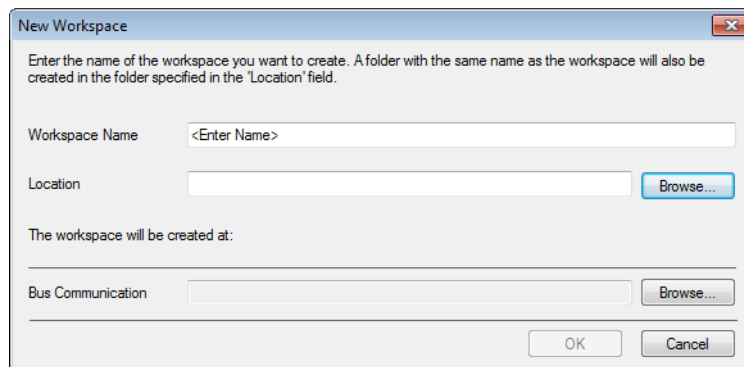 New Workspace
Enter the name of the workspace you want to create. A folder with the same name as the workspace will also be
created in the folder specified in the 'Location' field.
Workspace Name <Enter Name>
Location Browse...
The workspace will be created at:
Bus Communication Browse...
OK Cancel